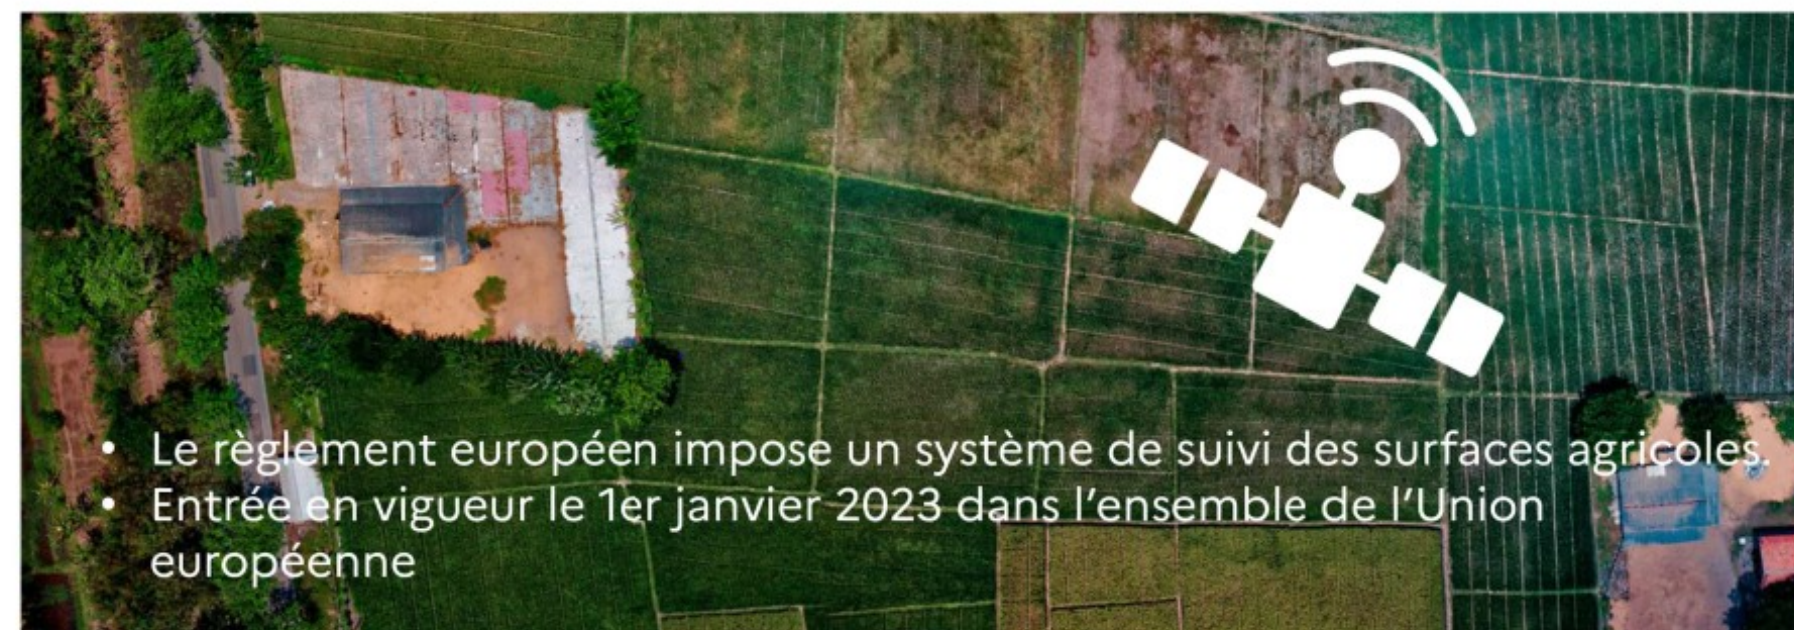 • Le règlement européen impose un système de suivi des surfaces agricoles.
• Entrée en vigueur le 1er janvier 2023 dans l'ensemble de l'Union
européenne